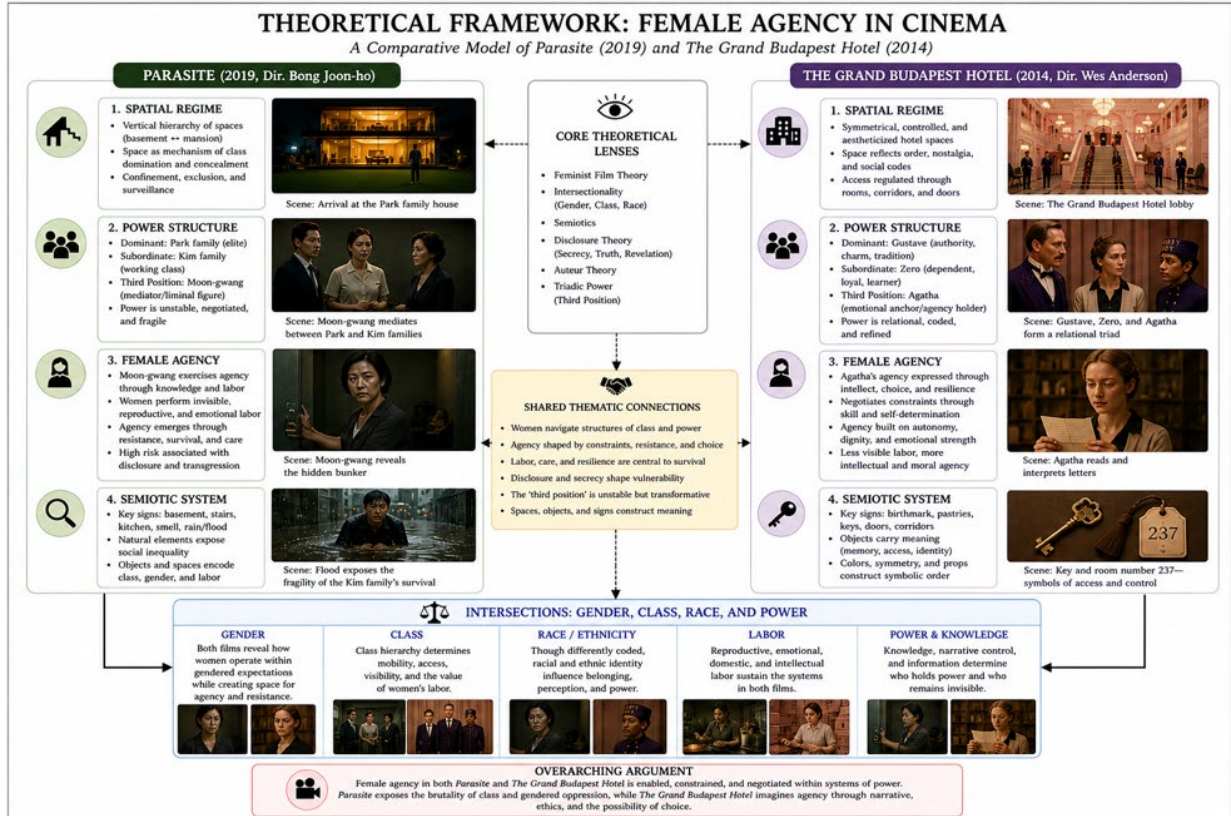 THEORETICAL FRAMEWORK: FEMALE AGENCY IN CINEMA
A Comparative Model of Parasite (2019) and The Grand Budapest Hotel (2014)
PARASITE (2019, Dir. Bong Joon-ho)
1. SPATIAL REGIME
• Vertical hierarchy of spaces
(basement ↔ mansion)
• Space as mechanism of class
domination and concealment
• Confinement, exclusion, and
surveillance
Scene: Arrival at the Park family house
2. POWER STRUCTURE
• Dominant: Park family (elite)
• Subordinate: Kim family
(working class)
• Third Position: Moon-gwang
(mediator/liminal figure)
• Power is unstable, negotiated,
and fragile
Scene: Moon-gwang mediates
between Park and Kim families
3. FEMALE AGENCY
• Moon-gwang exercises agency
through knowledge and labor
• Women perform invisible,
reproductive, and emotional labor
• Agency emerges through
resistance, survival, and care
• High risk associated with
disclosure and transgression
Scene: Moon-gwang reveals
the hidden bunker
4. SEMIOTIC SYSTEM
• Key signs: basement, stairs,
kitchen, smell, rain/flood
• Natural elements expose
social inequality
• Objects and spaces encode
class, gender, and labor
Scene: Flood exposes the
fragility of the Kim family's survival
CORE THEORETICAL
LENSES
• Feminist Film Theory
• Intersectionality
(Gender, Class, Race)
• Semiotics
• Disclosure Theory
(Secrecy, Truth, Revelation)
• Auteur Theory
• Triadic Power
(Third Position)
SHARED THEMATIC CONNECTIONS
• Women navigate structures of class and power
• Agency shaped by constraints, resistance, and choice
• Labor, care, and resilience are central to survival
• Disclosure and secrecy shape vulnerability
• The 'third position' is unstable but transformative
• Spaces, objects, and signs construct meaning
THE GRAND BUDAPEST HOTEL (2014, Dir. Wes Anderson)
1. SPATIAL REGIME
• Symmetrical, controlled, and
aestheticized hotel spaces
• Space reflects order, nostalgia,
and social codes
• Access regulated through
rooms, corridors, and doors
Scene: The Grand Budapest Hotel lobby
2. POWER STRUCTURE
• Dominant: Gustave (authority,
charm, tradition)
• Subordinate: Zero (dependent,
loyal, learner)
• Third Position: Agatha
(emotional anchor/agency holder)
• Power is relational, coded,
and refined
Scene: Gustave, Zero, and Agatha
form a relational triad
3. FEMALE AGENCY
• Agatha's agency expressed through
intellect, choice, and resilience
• Negotiates constraints through
skill and self-determination
• Agency built on autonomy,
dignity, and emotional strength
• Less visible labor, more
intellectual and moral agency
Scene: Agatha reads and
interprets letters
4. SEMIOTIC SYSTEM
• Key signs: birthmark, pastries,
keys, doors, corridors
• Objects carry meaning
(memory, access, identity)
• Colors, symmetry, and props
construct symbolic order
237
Scene: Key and room number 237—
symbols of access and control
INTERSECTIONS: GENDER, CLASS, RACE, AND POWER
GENDER
Both films reveal how
women operate within
gendered expectations
while creating space for
agency and resistance.
CLASS
Class hierarchy determines
mobility, access,
visibility, and the value
of women's labor.
RACE / ETHNICITY
Though differently coded,
racial and ethnic identity
influence belonging,
perception, and power.
LABOR
Reproductive, emotional,
domestic, and intellectual
labor sustain the systems
in both films.
POWER & KNOWLEDGE
Knowledge, narrative control,
and information determine
who holds power and who
remains invisible.
OVERARCHING ARGUMENT
Female agency in both Parasite and The Grand Budapest Hotel is enabled, constrained, and negotiated within systems of power.
Parasite exposes the brutality of class and gendered oppression, while The Grand Budapest Hotel imagines agency through narrative,
ethics, and the possibility of choice.